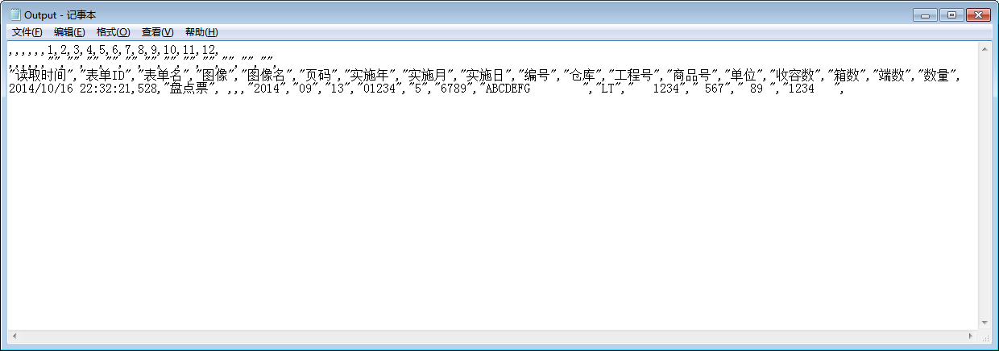 Output - 记事本
文件(F) 编辑(E) 格式(O) 查看(V) 帮助(H)
,,,,,,1,2,3,4,5,6,7,8,9,10,11,12,
,,,,,,"","","","","","","","","","","","",
"读取时间","表单ID","表单名","图像","图像名","页码","实施年","实施月","实施日","编号","仓库","工程号","商品号","单位","收容数","箱数","端数","数量",
2014/10/16 22:32:21,528,"盘点票",,,,"2014","09","13","01234","5","6789","ABCDEFG        ","LT","   1234"," 567"," 89 ","1234   ",